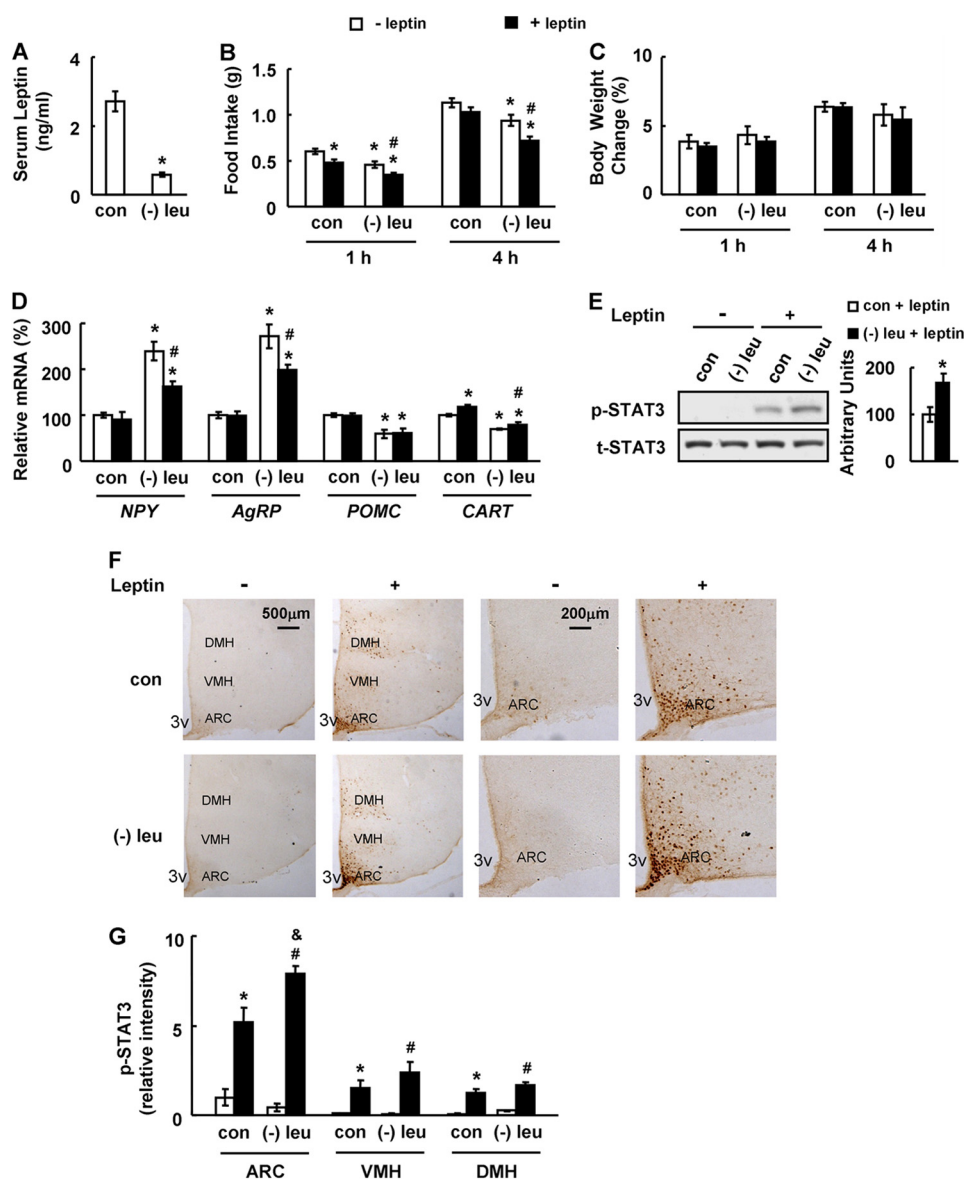 - leptin + leptin
A
Serum Leptin
(ng/ml)
4
2
0
*
con (-) leu
B
Food Intake (g)
1.5
1.0
0.5
0
* * # * * # *
con (-) leu con (-) leu
1 h 4 h
C
Body Weight
Change (%)
10
5
0
con (-) leu con (-) leu
1 h 4 h
D
Relative mRNA (%)
300
200
100
0
* # * * # * * * * * # *
con (-) leu con (-) leu con (-) leu con (-) leu
NPY AgRP POMC CART
E
Leptin - +
con (-) leu con (-) leu
p-STAT3
t-STAT3
con + leptin
(-) leu + leptin
Arbitrary Units
200
100
0
*
F
Leptin - + - +
500μm 200μm
con
DMH DMH
VMH VMH
3v ARC 3v ARC ARC 3v ARC
(-) leu
DMH DMH
VMH VMH
3v ARC 3v ARC ARC 3v ARC
G
p-STAT3
(relative intensity)
10
5
0
* & # * # * #
con (-) leu con (-) leu con (-) leu
ARC VMH DMH